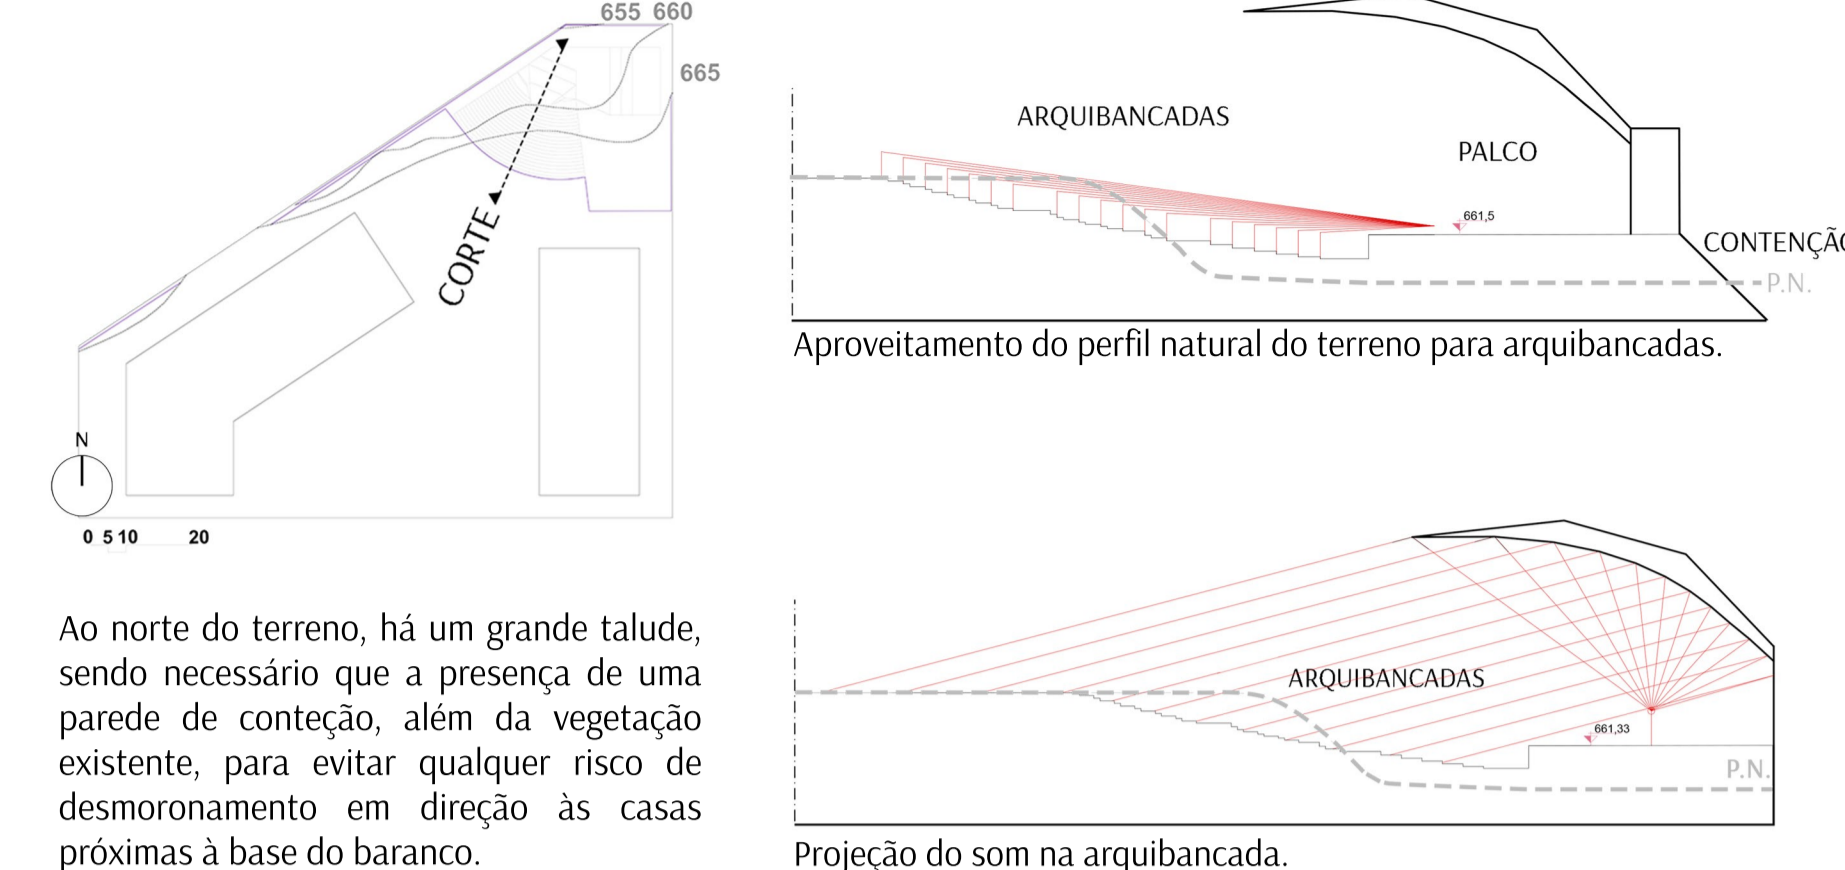 655 660
665
CORTE
N
0 5 10 20
Ao norte do terreno, há um grande talude,
sendo necessário que a presença de uma
parede de conteção, além da vegetação
existente, para evitar qualquer risco de
desmoronamento em direção às casas
próximas à base do baranco.
ARQUIBANCADAS
PALCO
661,5
CONTENÇÃO
P.N.
Aproveitamento do perfil natural do terreno para arquibancadas.
ARQUIBANCADAS
661,33
P.N.
Projeção do som na arquibancada.